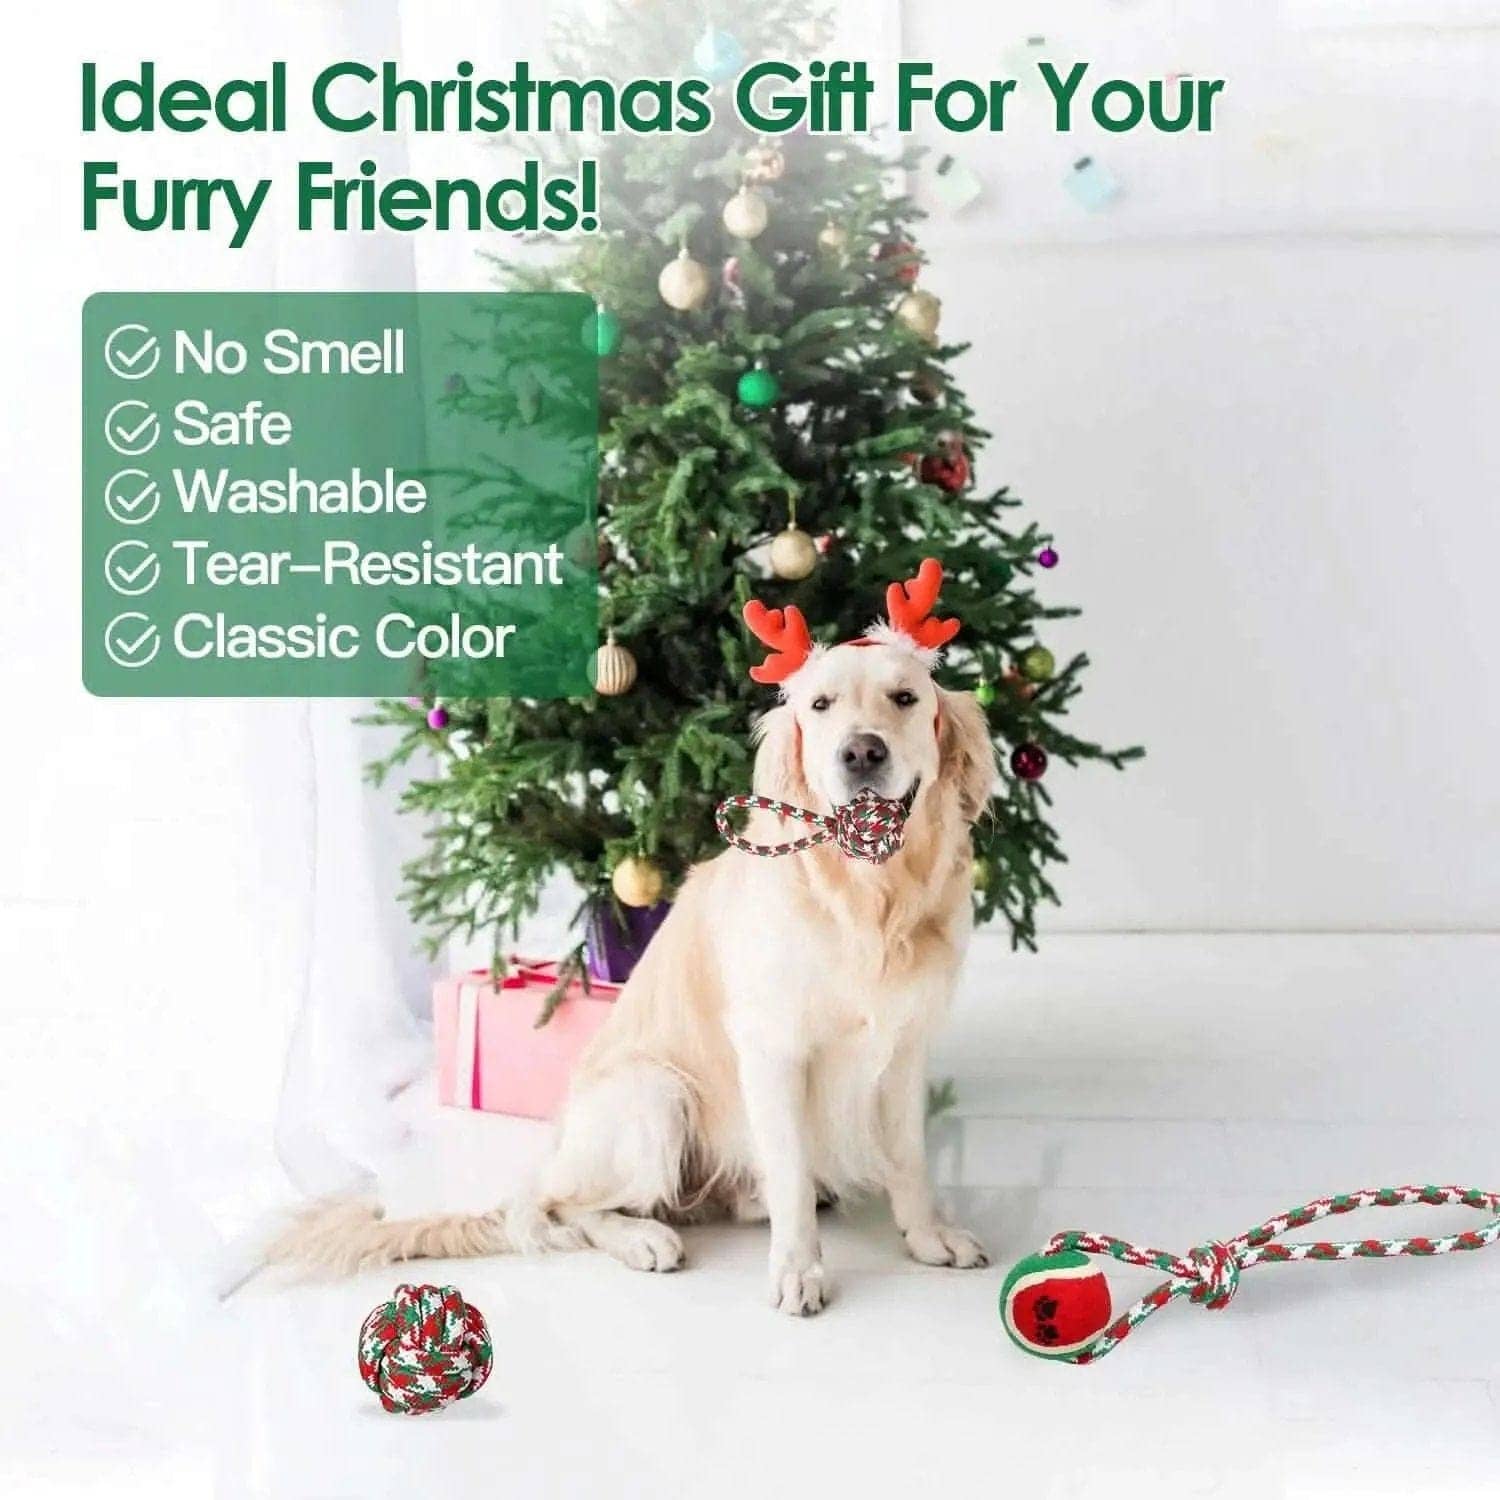 Ideal Christmas Gift For Your
Furry Friends!
No Smell
Safe
Washable
Tear-Resistant
Classic Color